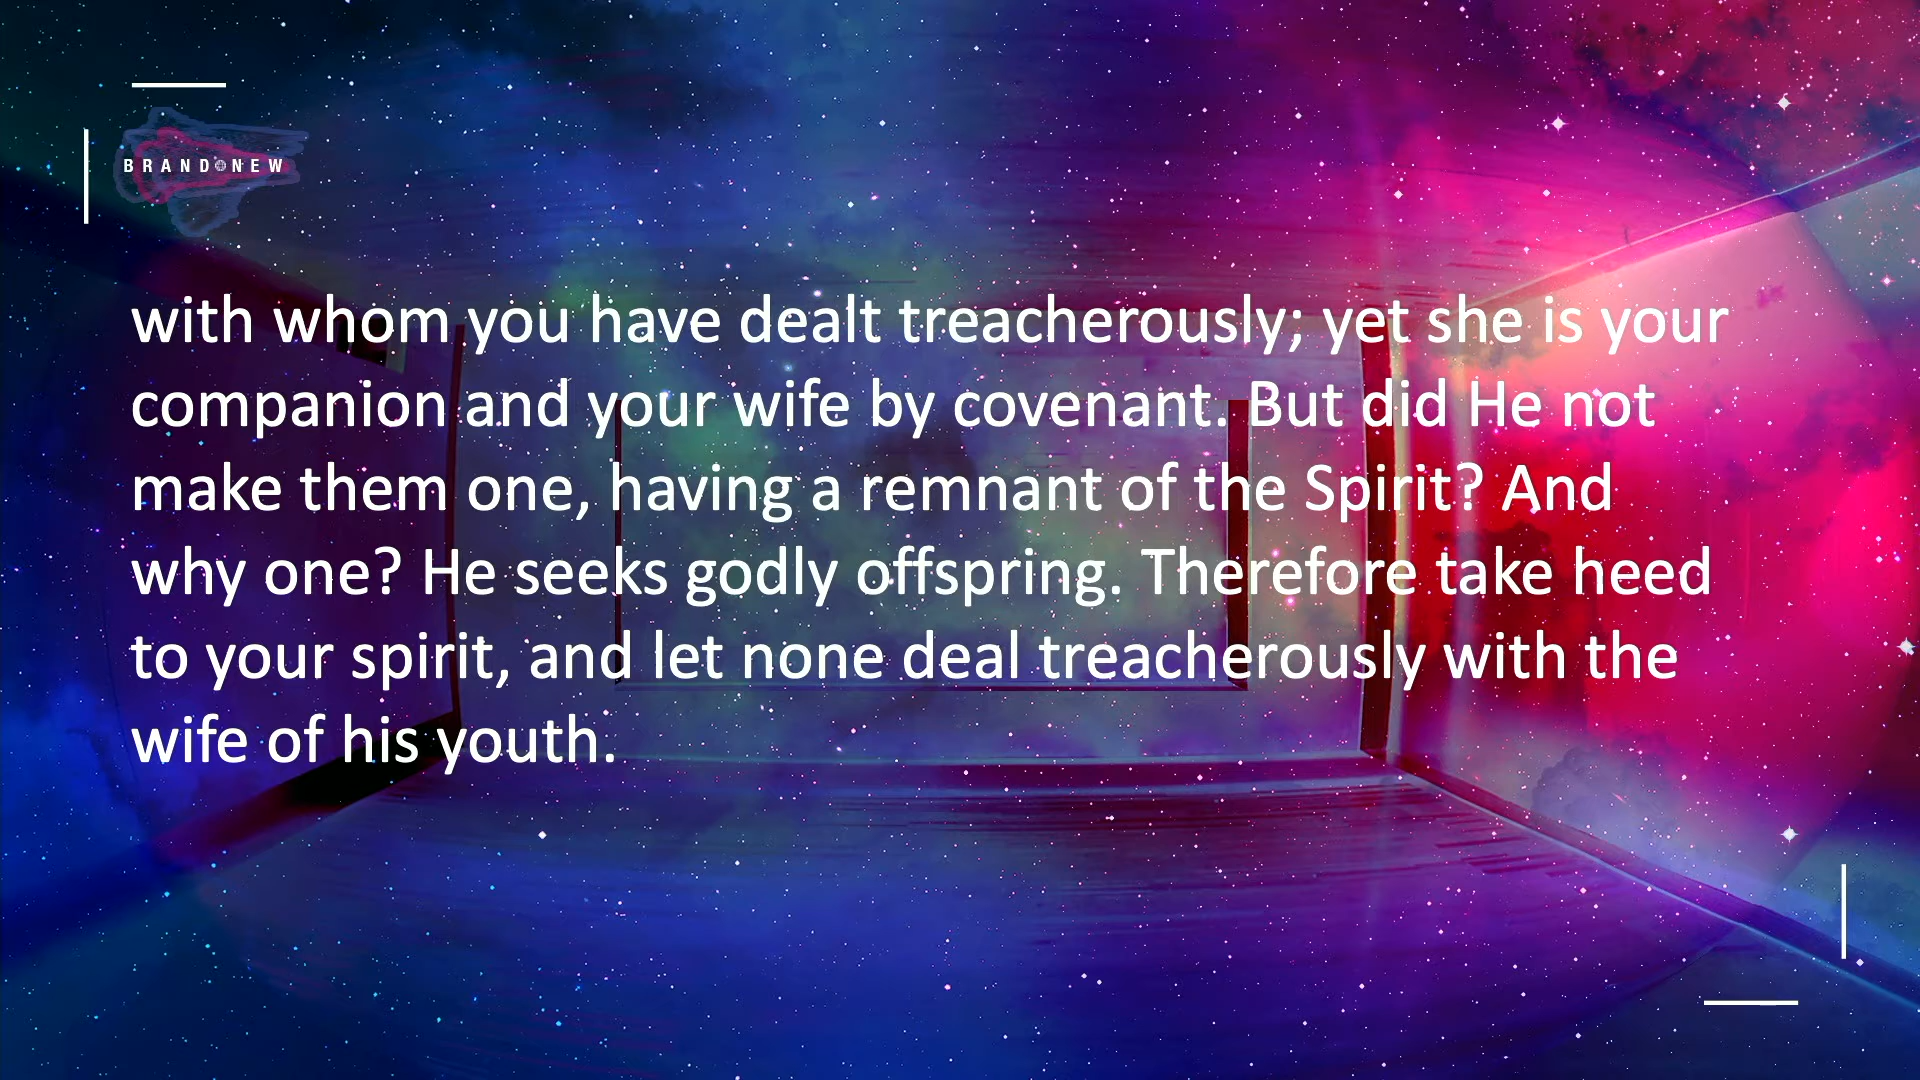 BRAND NEW
with whom you have dealt treacherously; yet she is your
companion and your wife by covenant. But did He not
make them one, having a remnant of the Spirit? And
why one? He seeks godly offspring. Therefore take heed
to your spirit, and let none deal treacherously with the
wife of his youth.